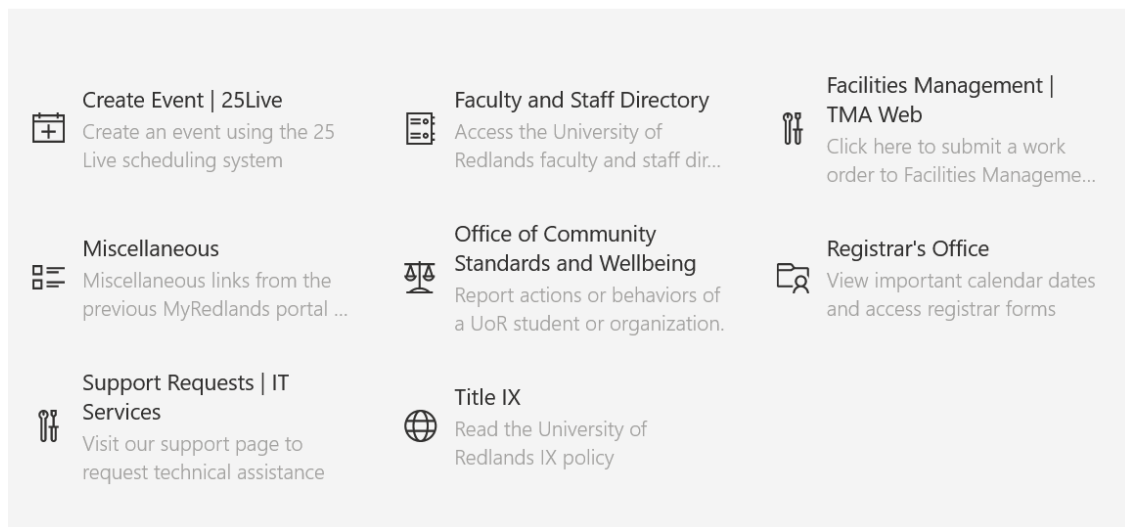 Create Event | 25Live
Create an event using the 25
Live scheduling system
Faculty and Staff Directory
Access the University of
Redlands faculty and staff dir...
Facilities Management |
TMA Web
Click here to submit a work
order to Facilities Manageme...
Miscellaneous
Miscellaneous links from the
previous MyRedlands portal ...
Office of Community
Standards and Wellbeing
Report actions or behaviors of
a UoR student or organization.
Registrar's Office
View important calendar dates
and access registrar forms
Support Requests | IT
Services
Visit our support page to
request technical assistance
Title IX
Read the University of
Redlands IX policy